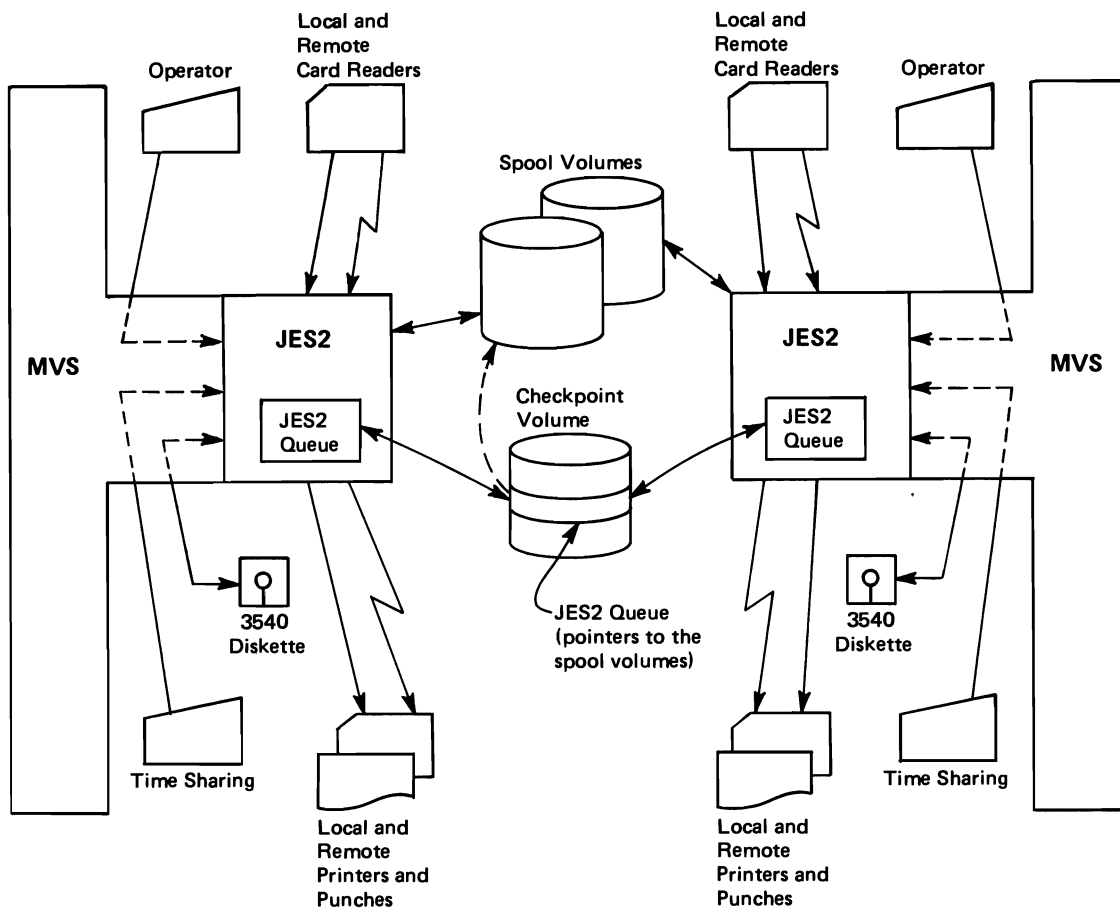 Local and
Remote
Card Readers
Operator
Local and
Remote
Card Readers
Operator
Spool Volumes
MVS
JES2
JES2
Queue
Checkpoint
Volume
JES2
JES2
Queue
MVS
3540
Diskette
JES2 Queue
(pointers to the
spool volumes)
3540
Diskette
Time Sharing
Time Sharing
Local and
Remote
Printers and
Punches
Local and
Remote
Printers and
Punches